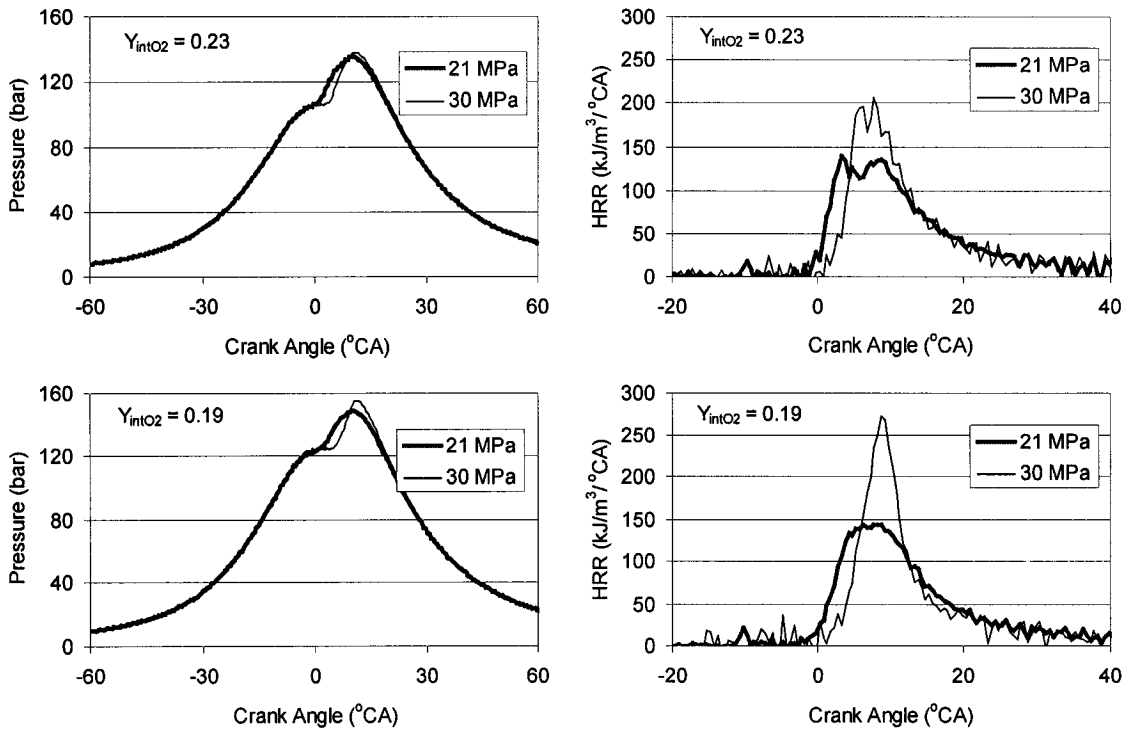 160
120
80
40
0
Pressure (bar)
Y_intO2 = 0.23
21 MPa
30 MPa
-60 -30 0 30 60
Crank Angle (°CA)
300
250
200
150
100
50
0
HRR (kJ/m³/°CA)
Y_intO2 = 0.23
21 MPa
30 MPa
-20 0 20 40
Crank Angle (°CA)
160
120
80
40
0
Pressure (bar)
Y_intO2 = 0.19
21 MPa
30 MPa
-60 -30 0 30 60
Crank Angle (°CA)
300
250
200
150
100
50
0
HRR (kJ/m³/°CA)
Y_intO2 = 0.19
21 MPa
30 MPa
-20 0 20 40
Crank Angle (°CA)